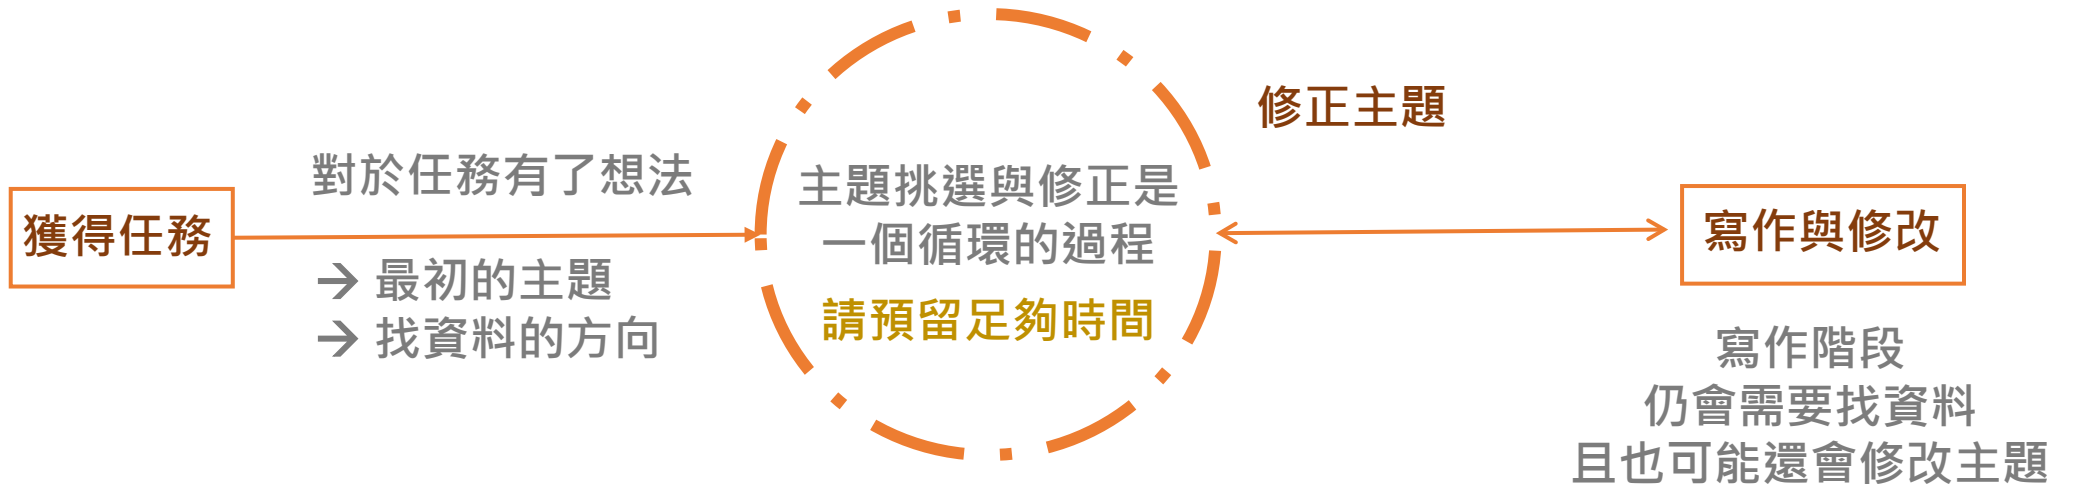 獲得任務
對於任務有了想法
→ 最初的主題
→ 找資料的方向
主題挑選與修正是
一個循環的過程
請預留足夠時間
修正主題
寫作與修改
寫作階段
仍會需要找資料
且也可能還會修改主題